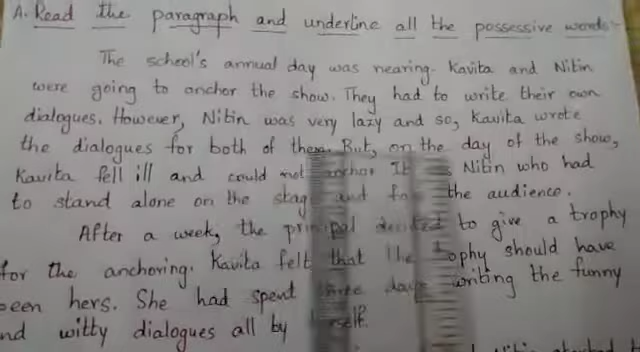 A. Read the paragraph and underline all the possessive words:-
The school's annual day was nearing. Kavita and Nitin
were going to anchor the show. They had to write their own
dialogues. However, Nitin was very lazy and so, Kavita wrote
the dialogues for both of them. But, on the day of the show,
Kavita fell ill and could not anchor It Nitin who had
to stand alone on the stage and the audience.
After a week, the principal decided to give a trophy
for the anchoring. Kavita felt that the should have
been hers. She had spent three days writing the funny
and witty dialogues all by